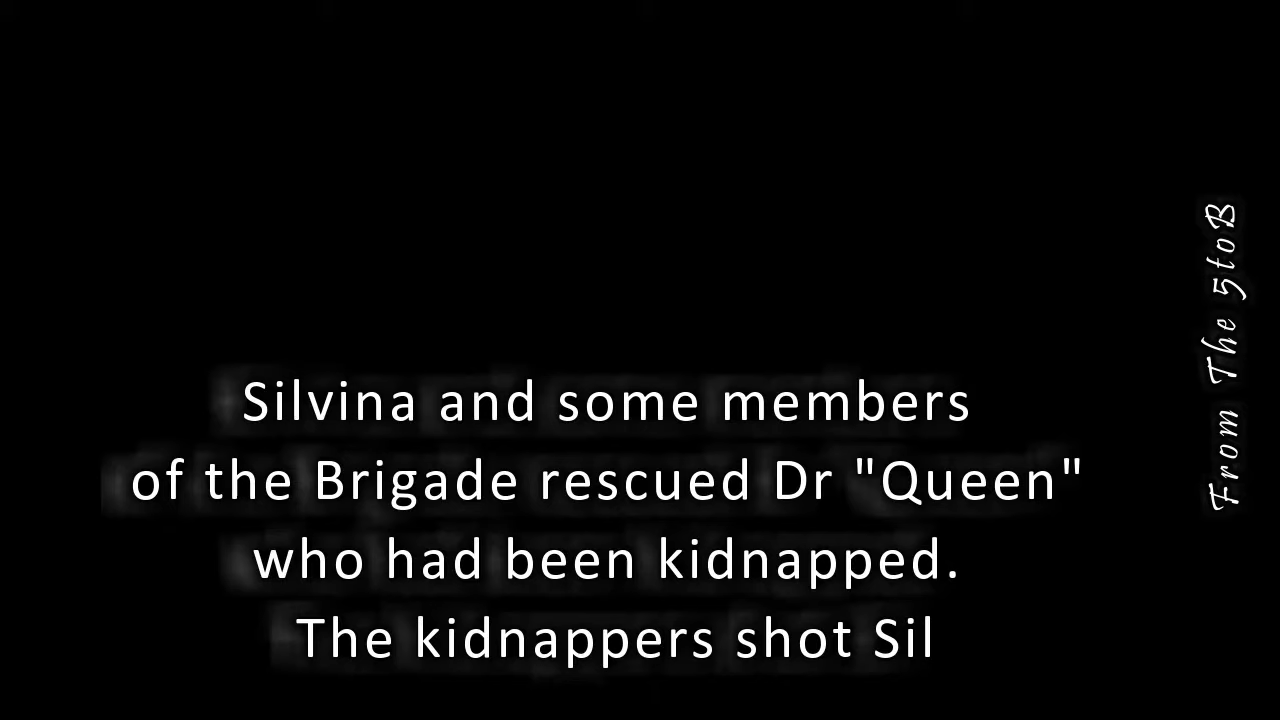 Silvina and some members
of the Brigade rescued Dr "Queen"
who had been kidnapped.
The kidnappers shot Sil
From The 5toB